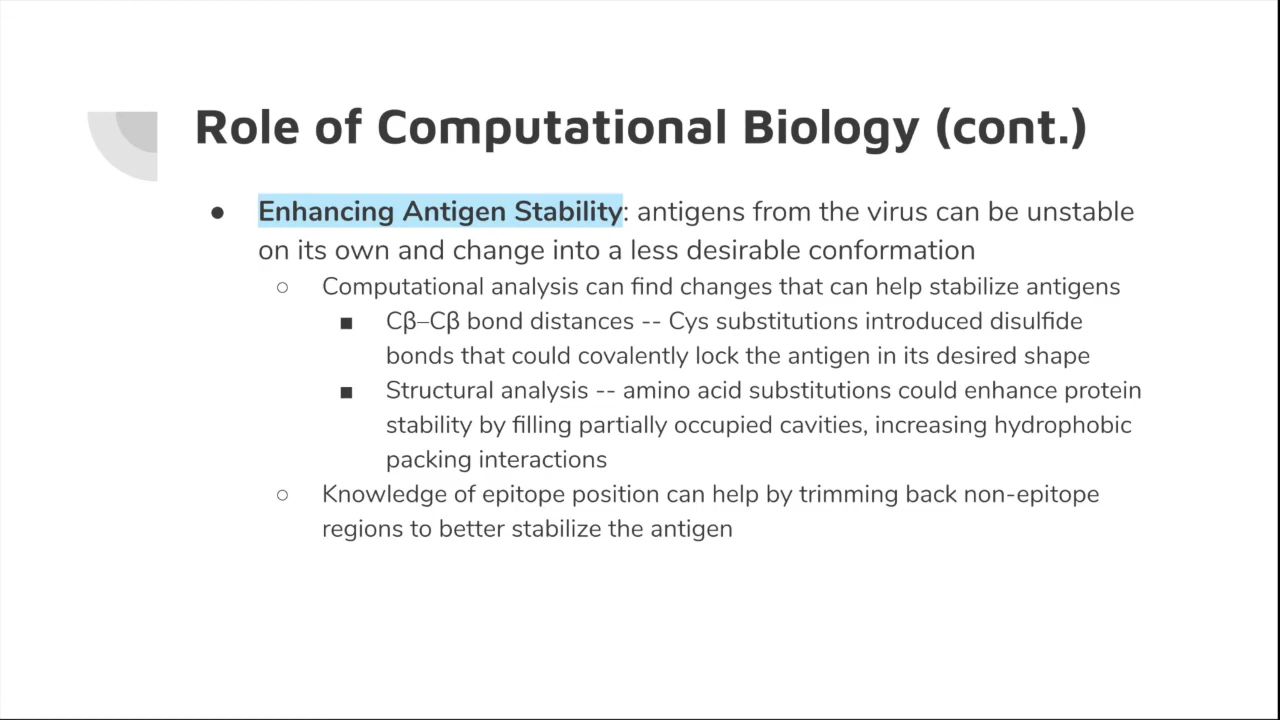 Role of Computational Biology (cont.)
● Enhancing Antigen Stability: antigens from the virus can be unstable
on its own and change into a less desirable conformation
○ Computational analysis can find changes that can help stabilize antigens
■ Cβ–Cβ bond distances -- Cys substitutions introduced disulfide
bonds that could covalently lock the antigen in its desired shape
■ Structural analysis -- amino acid substitutions could enhance protein
stability by filling partially occupied cavities, increasing hydrophobic
packing interactions
○ Knowledge of epitope position can help by trimming back non-epitope
regions to better stabilize the antigen